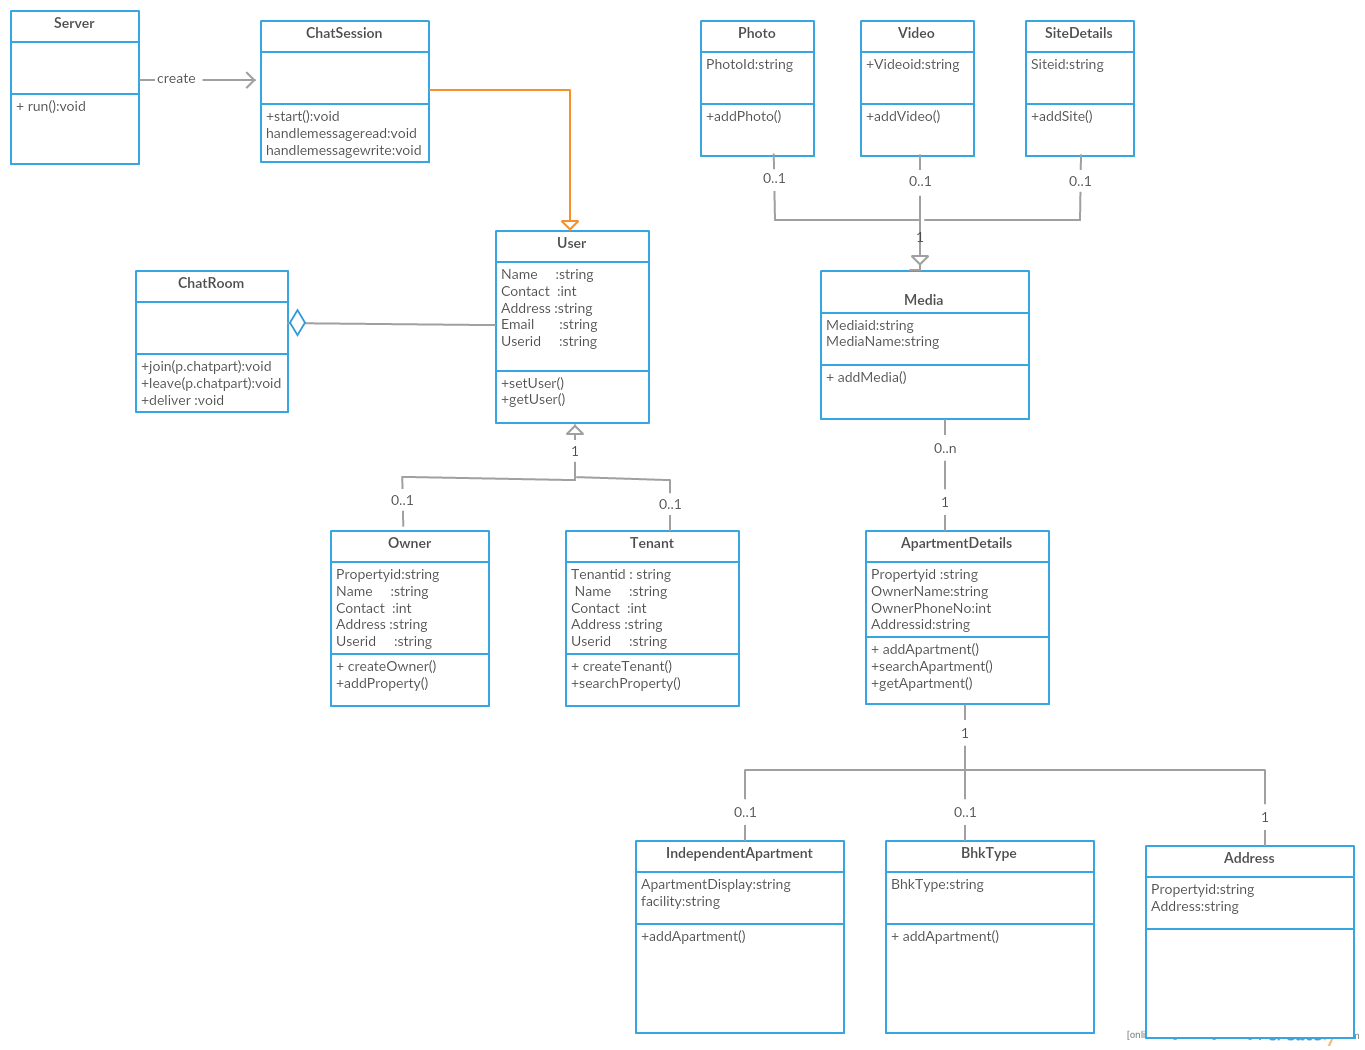 Server
+ run():void
create
ChatSession
+start():void
handlemessageread:void
handlemessagewrite:void
Photo
PhotoId:string
+addPhoto()
Video
+Videoid:string
+addVideo()
SiteDetails
Siteid:string
+addSite()
0..1
0..1
0..1
1
ChatRoom
+join(p.chatpart):void
+leave(p.chatpart):void
+deliver :void
User
Name :string
Contact :int
Address :string
Email :string
Userid :string
+setUser()
+getUser()
Media
Mediaid:string
MediaName:string
+ addMedia()
1
0..1
0..1
0..n
1
Owner
Propertyid:string
Name :string
Contact :int
Address :string
Userid :string
+ createOwner()
+addProperty()
Tenant
Tenantid : string
Name :string
Contact :int
Address :string
Userid :string
+ createTenant()
+searchProperty()
ApartmentDetails
Propertyid :string
OwnerName:string
OwnerPhoneNo:int
Addressid:string
+ addApartment()
+searchApartment()
+getApartment()
1
0..1
0..1
1
IndependentApartment
ApartmentDisplay:string
facility:string
+addApartment()
BhkType
BhkType:string
+ addApartment()
Address
Propertyid:string
Address:string